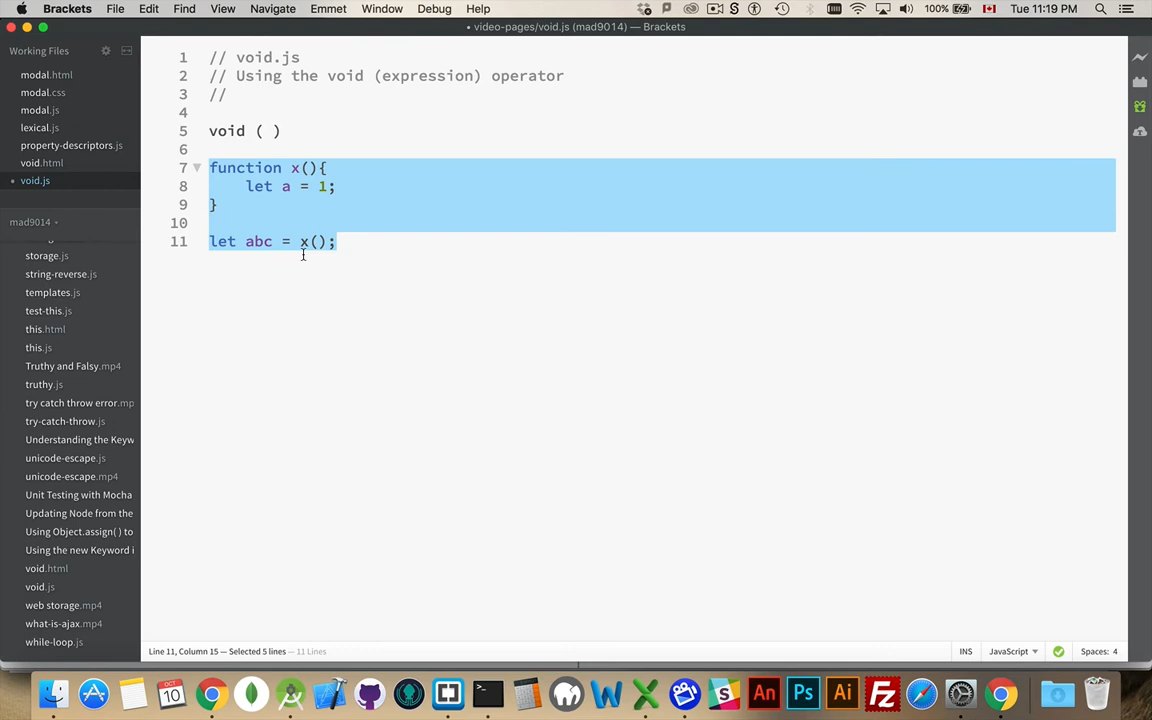 Brackets File Edit Find View Navigate Emmet Window Debug Help 100% Tue 11:19 PM
• video-pages/void.js (mad9014) — Brackets
Working Files
modal.html
modal.css
modal.js
lexical.js
property-descriptors.js
void.html
• void.js
mad9014
storage.js
string-reverse.js
templates.js
test-this.js
this.html
this.js
Truthy and Falsy.mp4
truthy.js
try catch throw error.mp
try-catch-throw.js
Understanding the Keyw
unicode-escape.js
unicode-escape.mp4
Unit Testing with Mocha
Updating Node from the
Using Object.assign( ) to
Using the new Keyword i
void.html
void.js
web storage.mp4
what-is-ajax.mp4
while-loop.js
1 // void.js
2 // Using the void (expression) operator
3 //
4
5 void ( )
6
7 function x(){
8 let a = 1;
9 }
10
11 let abc = x();
Line 11, Column 15 — Selected 5 lines — 11 Lines
INS JavaScript Spaces: 4
OCT
10
An Ps Ai FZ